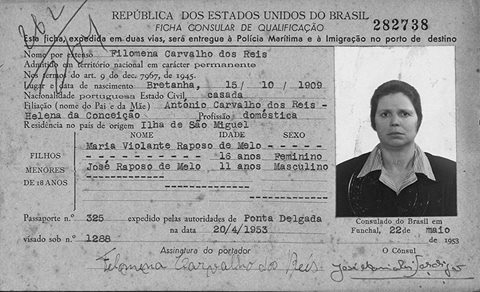 REPÚBLICA DOS ESTADOS UNIDOS DO BRASIL
FICHA CONSULAR DE QUALIFICAÇÃO
282738
Esta ficha, expedida em duas vias, será entregue à Polícia Marítima e à Imigração no porto de destino
Nome por extenso Filomena Carvalho dos Reis
Admitido em território nacional em carácter permanente
Nos termos do art. 9 do dec. 7967, de 1945.
Lugar e data de nascimento Bretanha, 15 / 10 / 1909
Nacionalidade portuguesa Estado Civil, casada
Filiação (nome do Pai e da Mãe) António Carvalho dos Reis -
Helena da Conceição Profissão doméstica
Residência no país de origem Ilha de São Miguel
NOME IDADE SEXO
FILHOS MENORES DE 18 ANOS
Maria Violante Raposo de Melo
16 anos Feminino
José Raposo de Melo 11 anos Masculino
Passaporte n.º 325 expedido pelas autoridades de Ponta Delgada
na data 20/4/1953
visado sob n.º 1288
Consulado do Brasil em
Funchal, 22 de maio
de 1953
Assinatura do portador
O Cônsul
Filomena Carvalho dos Reis